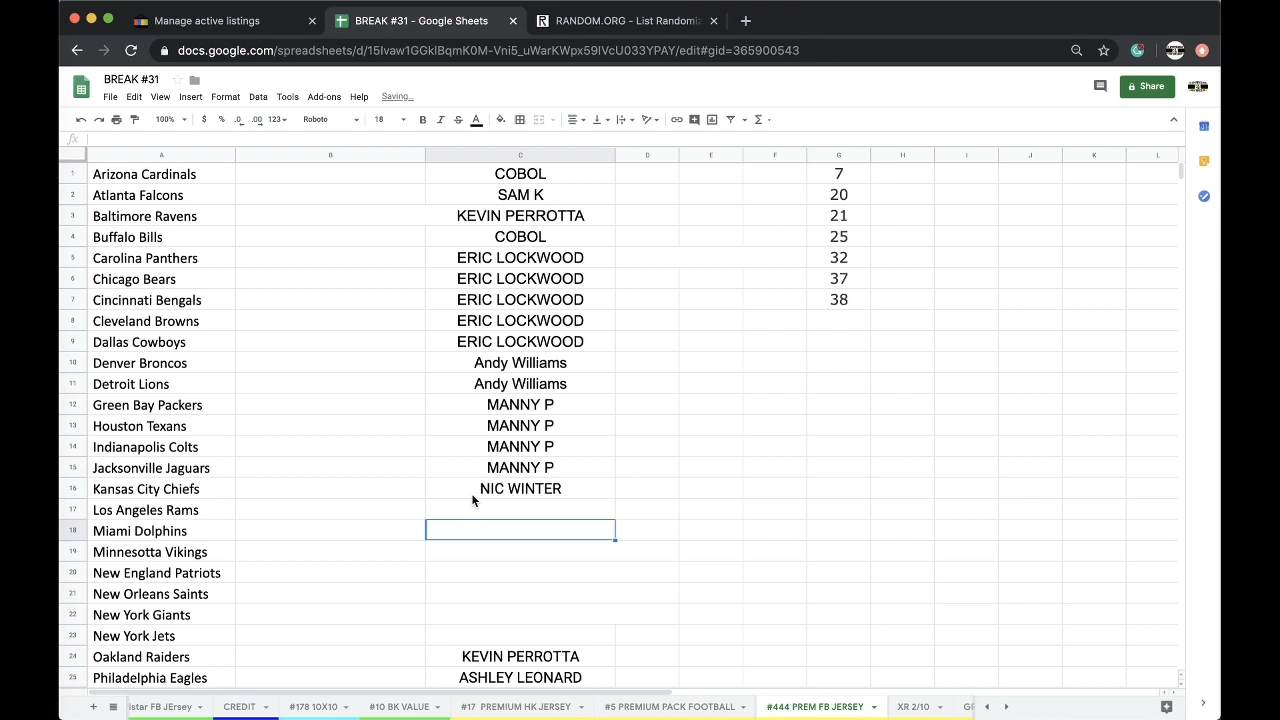 Manage active listings
BREAK #31 - Google Sheets
RANDOM.ORG - List Randomi
docs.google.com/spreadsheets/d/15Ivaw1GGklBqmK0M-Vni5_uWarKWpx59IVcU033YPAY/edit#gid=365900543
BREAK #31
File Edit View Insert Format Data Tools Add-ons Help Saving...
Share
100% $ % .0 .00 123 Roboto 18 B I S A
fx
A B C D E F G H I J K L
1 Arizona Cardinals COBOL 7
2 Atlanta Falcons SAM K 20
3 Baltimore Ravens KEVIN PERROTTA 21
4 Buffalo Bills COBOL 25
5 Carolina Panthers ERIC LOCKWOOD 32
6 Chicago Bears ERIC LOCKWOOD 37
7 Cincinnati Bengals ERIC LOCKWOOD 38
8 Cleveland Browns ERIC LOCKWOOD
9 Dallas Cowboys ERIC LOCKWOOD
10 Denver Broncos Andy Williams
11 Detroit Lions Andy Williams
12 Green Bay Packers MANNY P
13 Houston Texans MANNY P
14 Indianapolis Colts MANNY P
15 Jacksonville Jaguars MANNY P
16 Kansas City Chiefs NIC WINTER
17 Los Angeles Rams
18 Miami Dolphins
19 Minnesotta Vikings
20 New England Patriots
21 New Orleans Saints
22 New York Giants
23 New York Jets
24 Oakland Raiders KEVIN PERROTTA
25 Philadelphia Eagles ASHLEY LEONARD
istar FB JErsey CREDIT #178 10X10 #10 BK VALUE #17 PREMIUM HK JERSEY #5 PREMIUM PACK FOOTBALL #444 PREM FB JERSEY XR 2/10